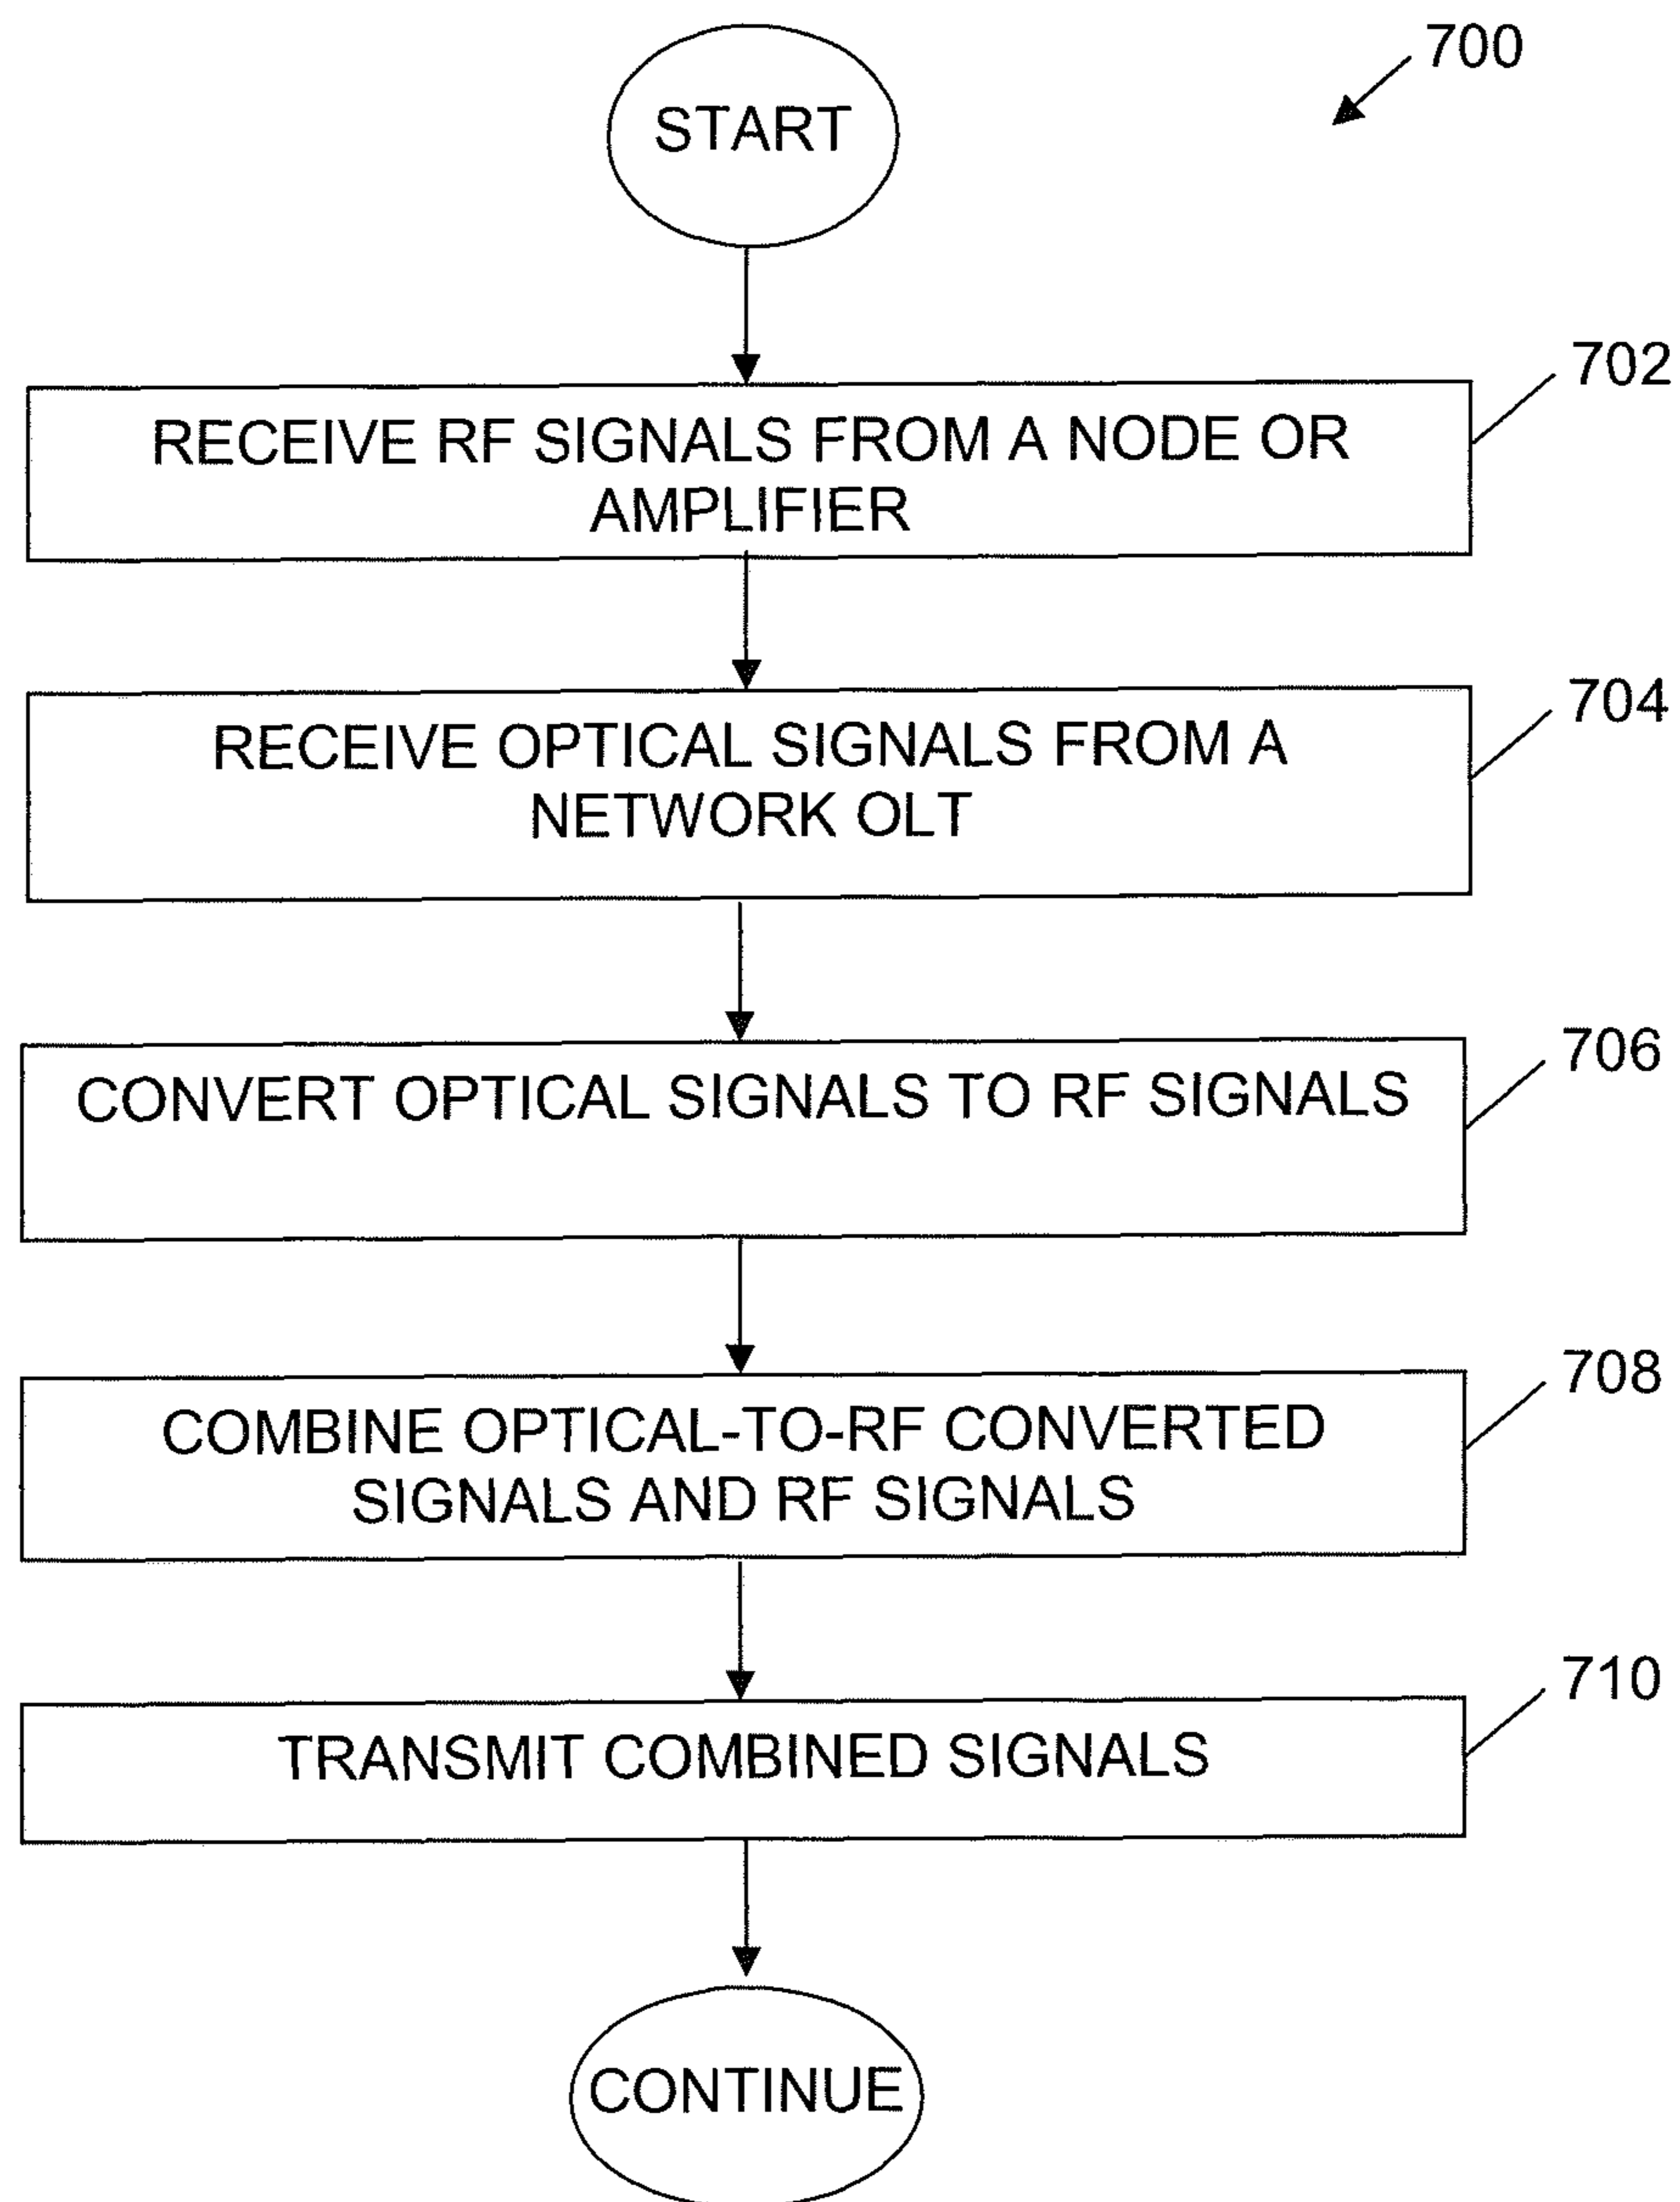 700
START
702
RECEIVE RF SIGNALS FROM A NODE OR
AMPLIFIER
704
RECEIVE OPTICAL SIGNALS FROM A
NETWORK OLT
706
CONVERT OPTICAL SIGNALS TO RF SIGNALS
708
COMBINE OPTICAL-TO-RF CONVERTED
SIGNALS AND RF SIGNALS
710
TRANSMIT COMBINED SIGNALS
CONTINUE